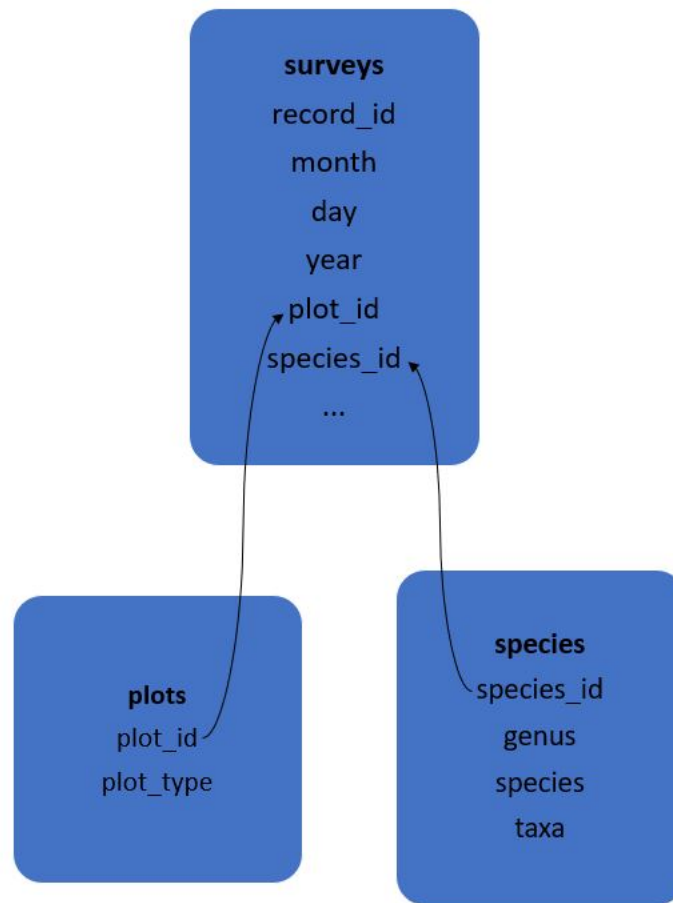 surveys
record_id
month
day
year
plot_id
species_id
...
plots
plot_id
plot_type
species
species_id
genus
species
taxa